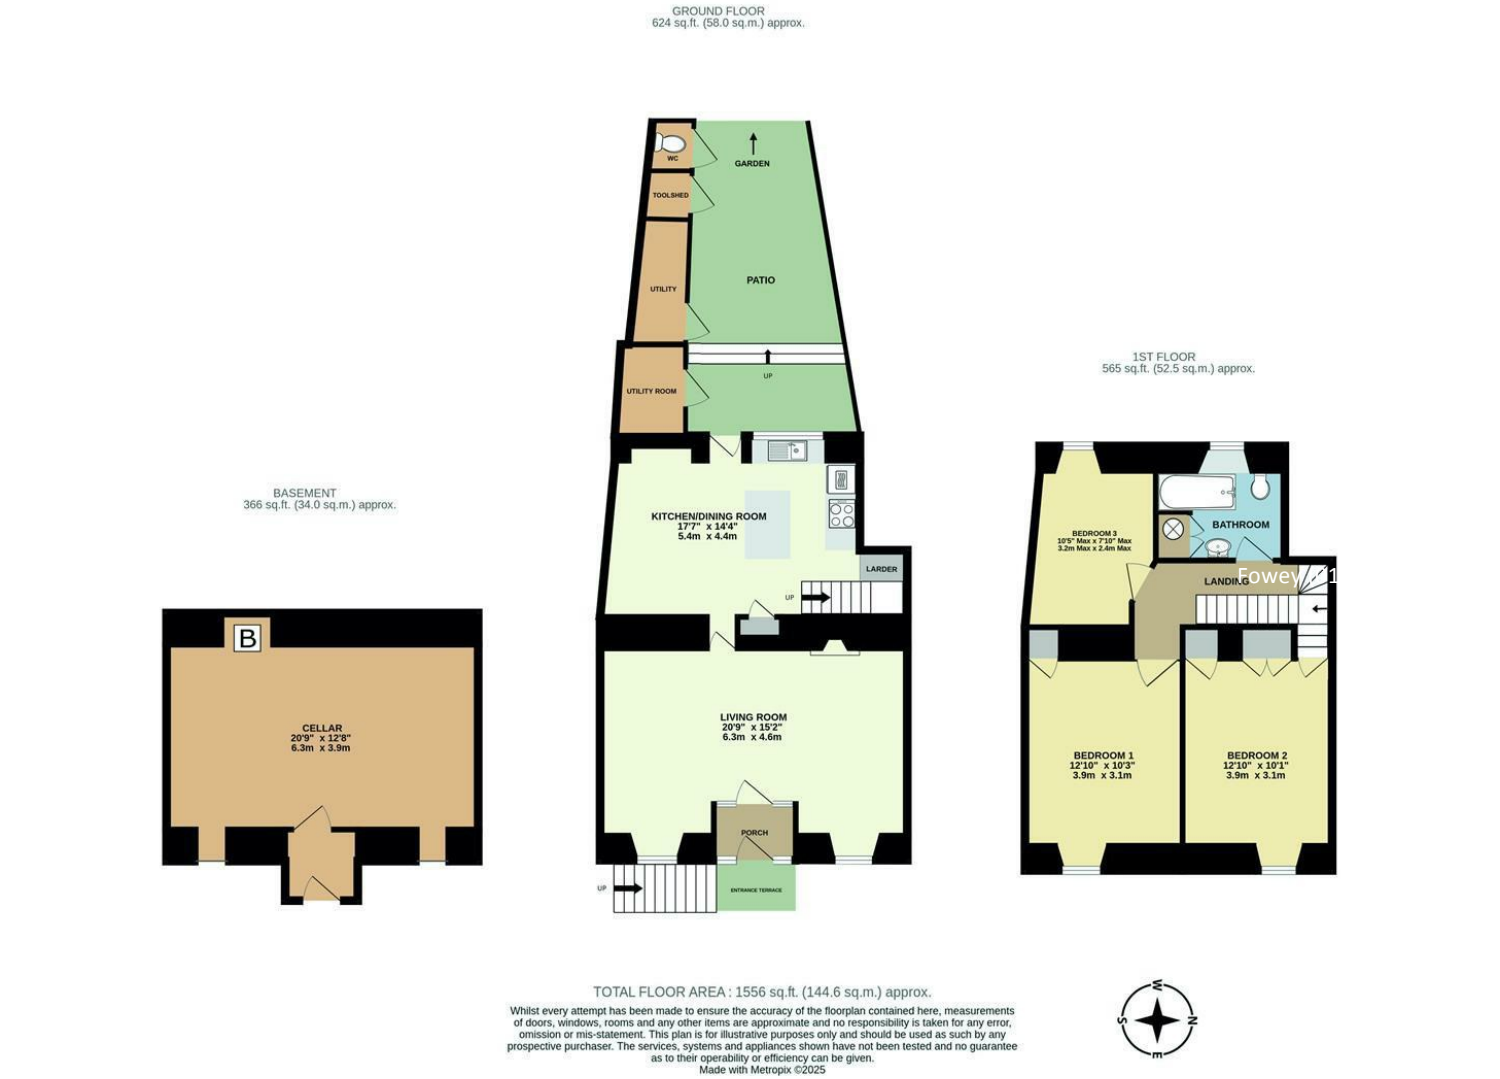 GROUND FLOOR
624 sq.ft. (58.0 sq.m.) approx.
WC
GARDEN
TOOLSHED
PATIO
UTILITY
UP
UTILITY ROOM
KITCHEN/DINING ROOM
17'7" x 14'4"
5.4m x 4.4m
LARDER
UP
LIVING ROOM
20'9" x 15'2"
6.3m x 4.6m
PORCH
UP
ENTRANCE TERRACE
1ST FLOOR
565 sq.ft. (52.5 sq.m.) approx.
BEDROOM 3
10'5" Max x 7'10" Max
3.2m Max x 2.4m Max
BATHROOM
LANDING
Fowey
BEDROOM 1
12'10" x 10'3"
3.9m x 3.1m
BEDROOM 2
12'10" x 10'1"
3.9m x 3.1m
BASEMENT
366 sq.ft. (34.0 sq.m.) approx.
B
CELLAR
20'9" x 12'8"
6.3m x 3.9m
TOTAL FLOOR AREA : 1556 sq.ft. (144.6 sq.m.) approx.
Whilst every attempt has been made to ensure the accuracy of the floorplan contained here, measurements
of doors, windows, rooms and any other items are approximate and no responsibility is taken for any error,
omission or mis-statement. This plan is for illustrative purposes only and should be used as such by any
prospective purchaser. The services, systems and appliances shown have not been tested and no guarantee
as to their operability or efficiency can be given.
Made with Metropix ©2025
W
S
N
E